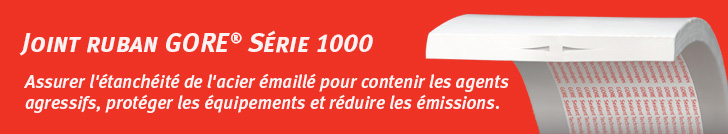 Joint ruban GORE® Série 1000
Assurer l'étanchéité de l'acier émaillé pour contenir les agents
agressifs, protéger les équipements et réduire les émissions.